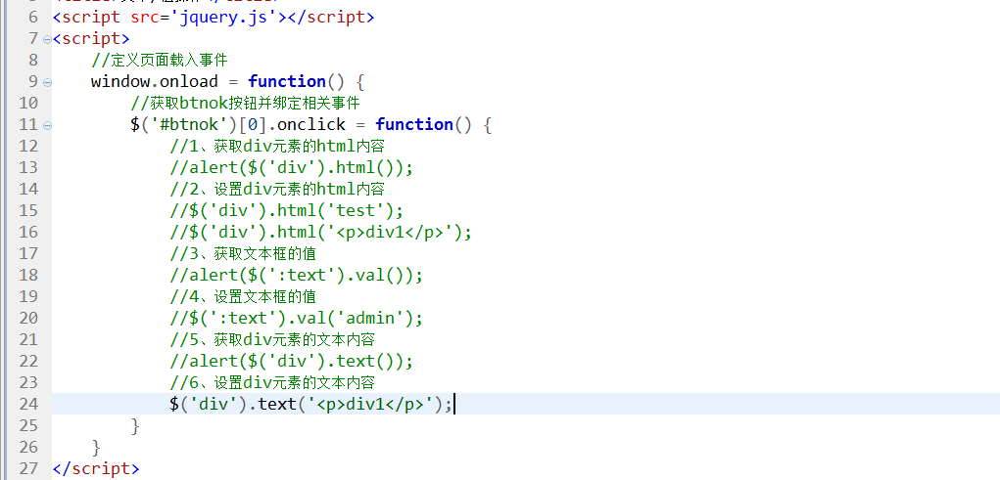 6 <script src='jquery.js'></script>
7 <script>
8 //定义页面载入事件
9 window.onload = function() {
10 //获取btnok按钮并绑定相关事件
11 $('#btnok')[0].onclick = function() {
12 //1、获取div元素的html内容
13 //alert($('div').html());
14 //2、设置div元素的html内容
15 //$('div').html('test');
16 //$('div').html('<p>div1</p>');
17 //3、获取文本框的值
18 //alert($(':text').val());
19 //4、设置文本框的值
20 //$(':text').val('admin');
21 //5、获取div元素的文本内容
22 //alert($('div').text());
23 //6、设置div元素的文本内容
24 $('div').text('<p>div1</p>');
25 }
26 }
27 </script>